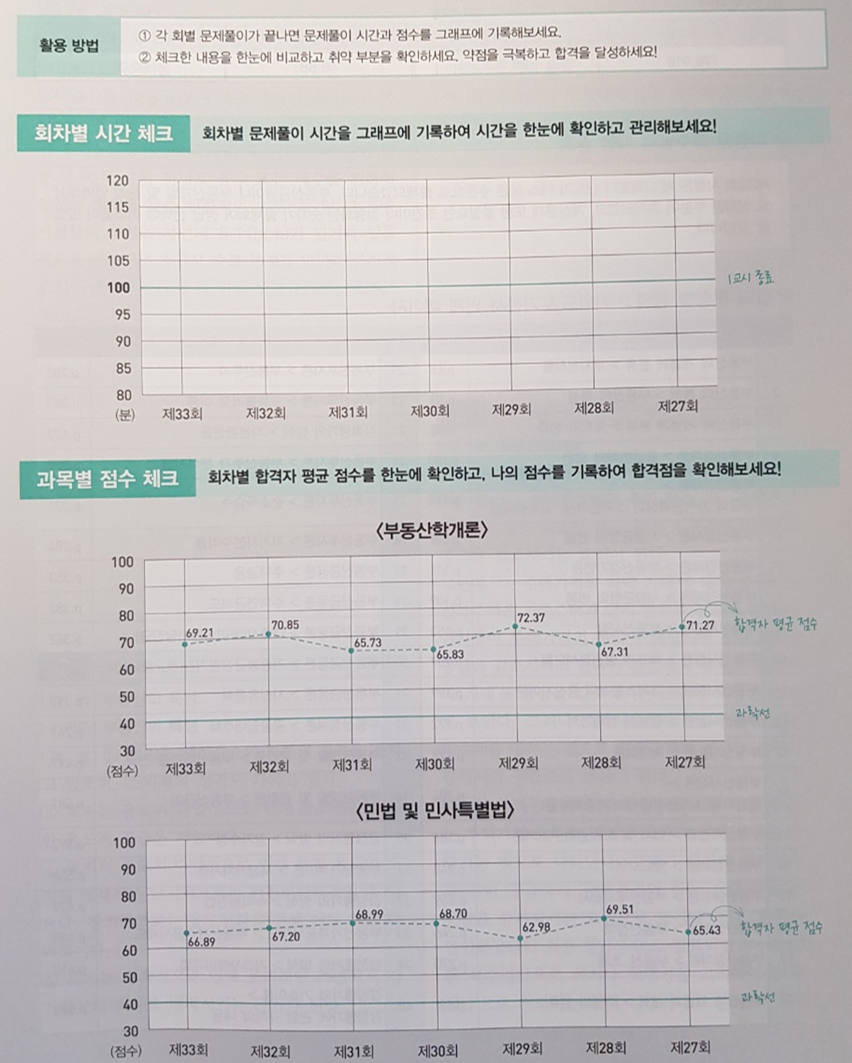 활용 방법
① 각 회별 문제풀이가 끝나면 문제풀이 시간과 점수를 그래프에 기록해보세요.
② 체크한 내용을 한눈에 비교하고 취약 부분을 확인하세요. 약점을 극복하고 합격을 달성하세요!
회차별 시간 체크
회차별 문제풀이 시간을 그래프에 기록하여 시간을 한눈에 확인하고 관리해보세요!
120
115
110
105
100
1교시 종료
95
90
85
80
(분) 제33회 제32회 제31회 제30회 제29회 제28회 제27회
과목별 점수 체크
회차별 합격자 평균 점수를 한눈에 확인하고, 나의 점수를 기록하여 합격점을 확인해보세요!
<부동산학개론>
100
90
80
70
60
50
40
30
69.21 70.85 65.73 65.83 72.37 67.31 71.27
합격자 평균 점수
과락선
(점수) 제33회 제32회 제31회 제30회 제29회 제28회 제27회
<민법 및 민사특별법>
100
90
80
70
60
50
40
30
66.89 67.20 68.99 68.70 62.98 69.51 65.43
합격자 평균 점수
과락선
(점수) 제33회 제32회 제31회 제30회 제29회 제28회 제27회